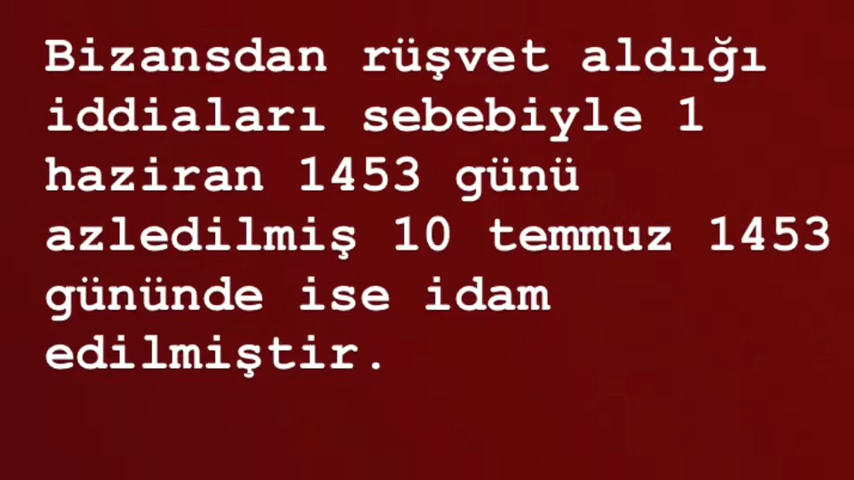 Bizansdan rüşvet aldığı
iddiaları sebebiyle 1
haziran 1453 günü
azledilmiş 10 temmuz 1453
gününde ise idam
edilmiştir.